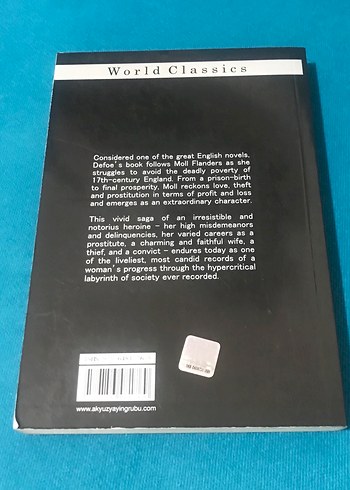 World Classics
Considered one of the great English novels,
Defoe's book follows Moll Flanders as she
struggles to avoid the deadly poverty of
17th-century England. From a prison-birth
to final prosperity, Moll reckons love, theft
and prostitution in terms of profit and loss
and emerges as an extraordinary character.
This vivid saga of an irresistible and
notorious heroine - her high misdemeanors
and delinquencies, her varied careers as a
prostitute, a charming and faithful wife, a
thief, and a convict - endures today as one
of the liveliest, most candid records of a
woman's progress through the hypercritical
labyrinth of society ever recorded.
www.akyuzyayingrubu.com